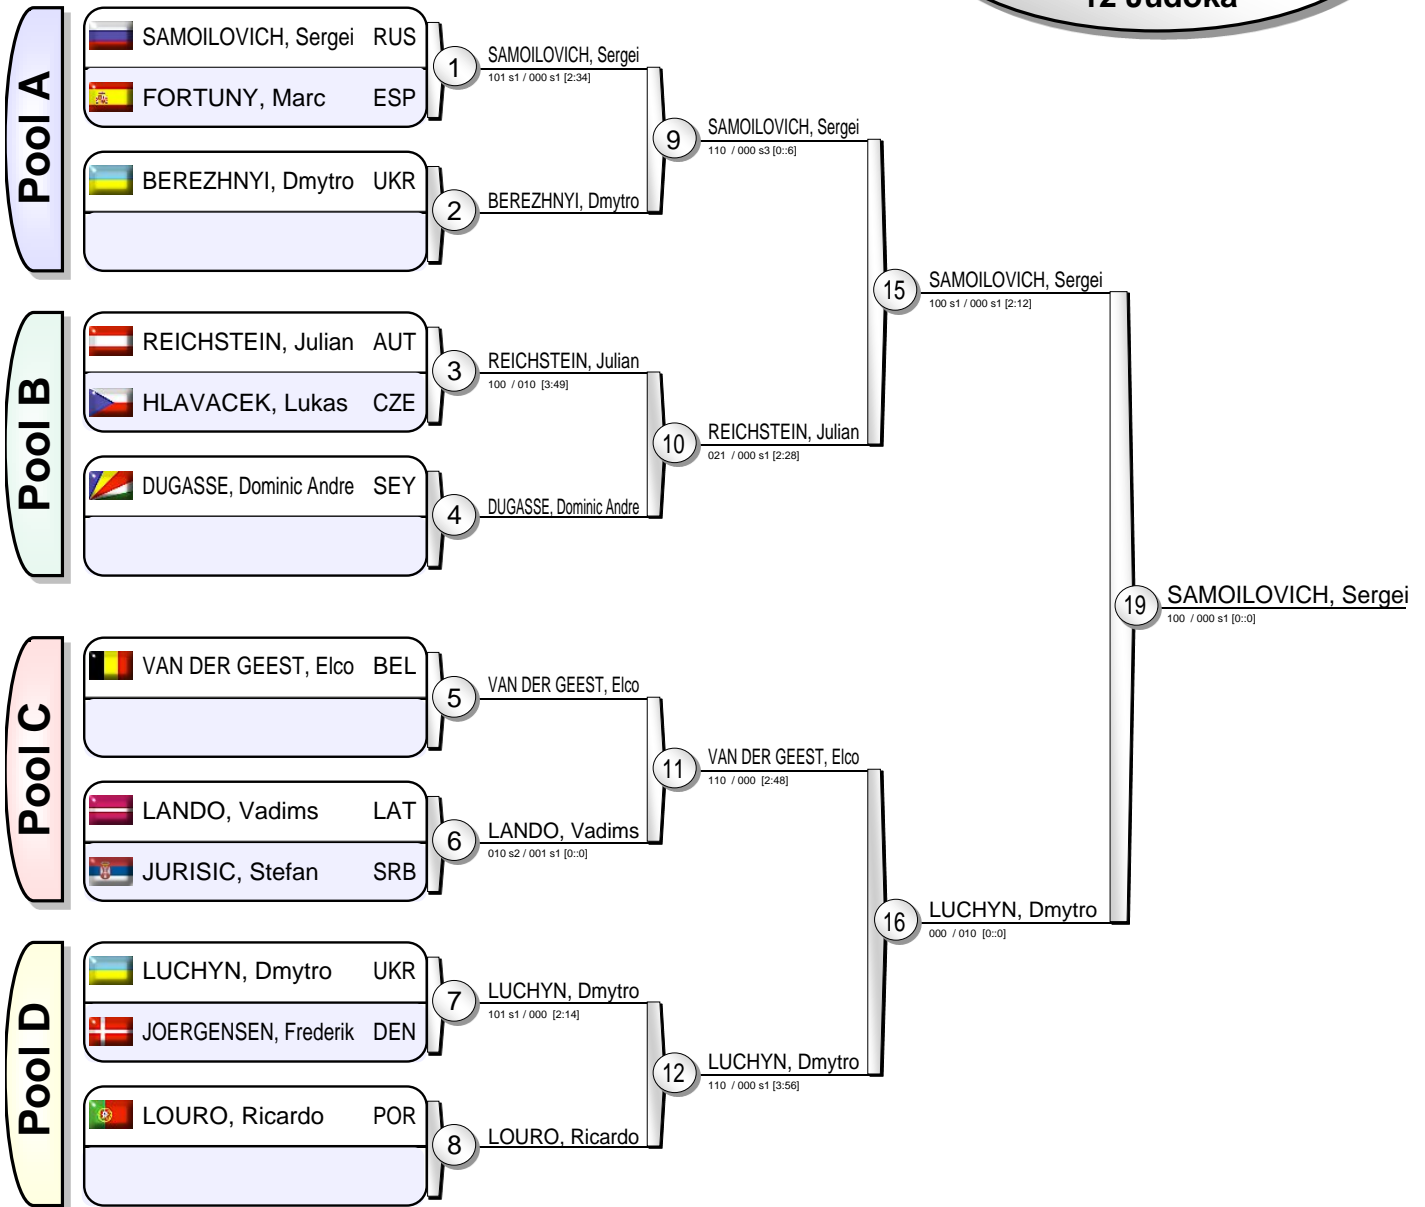 12 Judoka
Pool A
SAMOILOVICH, Sergei RUS
FORTUNY, Marc ESP
BEREZHNYI, Dmytro UKR
1
SAMOILOVICH, Sergei
101 s1 / 000 s1 [2:34]
2
BEREZHNYI, Dmytro
9
SAMOILOVICH, Sergei
110 / 000 s3 [0::6]
Pool B
REICHSTEIN, Julian AUT
HLAVACEK, Lukas CZE
DUGASSE, Dominic Andre SEY
3
REICHSTEIN, Julian
100 / 010 [3:49]
4
DUGASSE, Dominic Andre
10
REICHSTEIN, Julian
021 / 000 s1 [2:28]
15
SAMOILOVICH, Sergei
100 s1 / 000 s1 [2:12]
Pool C
VAN DER GEEST, Elco BEL
LANDO, Vadims LAT
JURISIC, Stefan SRB
5
VAN DER GEEST, Elco
6
LANDO, Vadims
010 s2 / 001 s1 [0::0]
11
VAN DER GEEST, Elco
110 / 000 [2:48]
Pool D
LUCHYN, Dmytro UKR
JOERGENSEN, Frederik DEN
LOURO, Ricardo POR
7
LUCHYN, Dmytro
101 s1 / 000 [2:14]
8
LOURO, Ricardo
12
LUCHYN, Dmytro
110 / 000 s1 [3:56]
16
LUCHYN, Dmytro
000 / 010 [0::0]
19
SAMOILOVICH, Sergei
100 / 000 s1 [0::0]